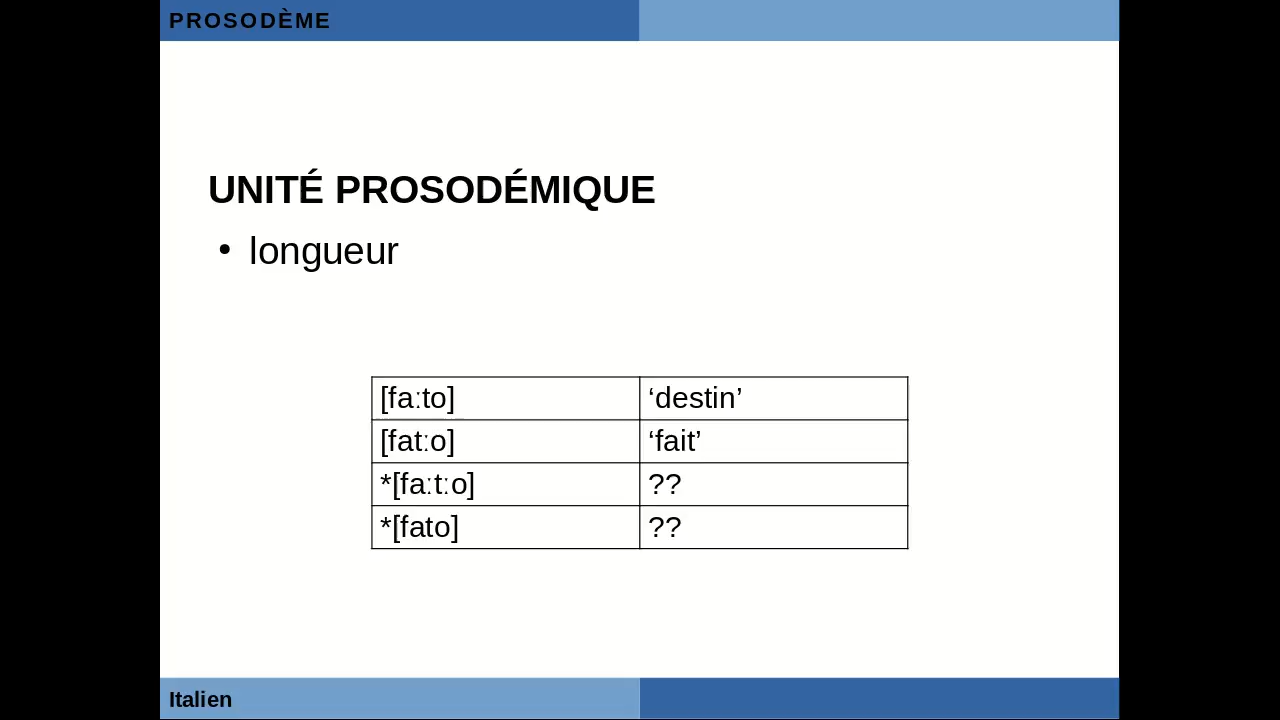 PROSODÈME
UNITÉ PROSODÉMIQUE
• longueur
[faːto] ‘destin’
[fatːo] ‘fait’
*[faːtːo] ??
*[fato] ??
Italien